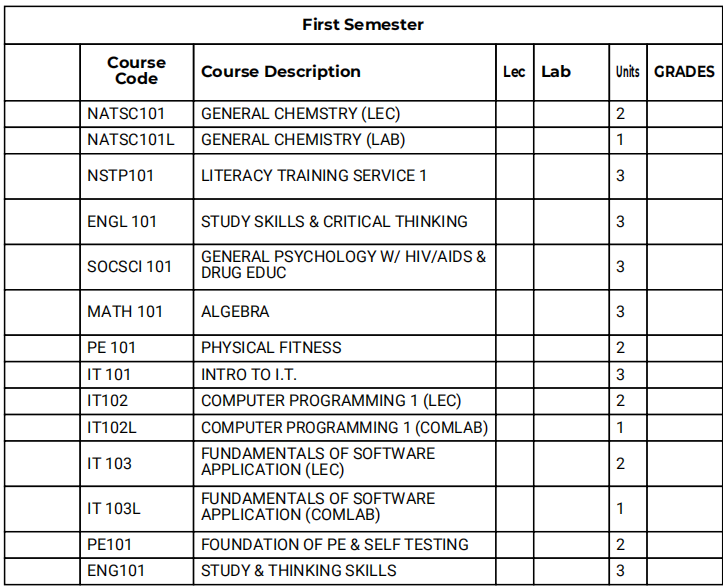 First Semester
Course Code Course Description Lec Lab Units GRADES
NATSC101 GENERAL CHEMSTRY (LEC) 2
NATSC101L GENERAL CHEMISTRY (LAB) 1
NSTP101 LITERACY TRAINING SERVICE 1 3
ENGL 101 STUDY SKILLS & CRITICAL THINKING 3
SOCSCI 101 GENERAL PSYCHOLOGY W/ HIV/AIDS & DRUG EDUC 3
MATH 101 ALGEBRA 3
PE 101 PHYSICAL FITNESS 2
IT 101 INTRO TO I.T. 3
IT102 COMPUTER PROGRAMMING 1 (LEC) 2
IT102L COMPUTER PROGRAMMING 1 (COMLAB) 1
IT 103 FUNDAMENTALS OF SOFTWARE APPLICATION (LEC) 2
IT 103L FUNDAMENTALS OF SOFTWARE APPLICATION (COMLAB) 1
PE101 FOUNDATION OF PE & SELF TESTING 2
ENG101 STUDY & THINKING SKILLS 3